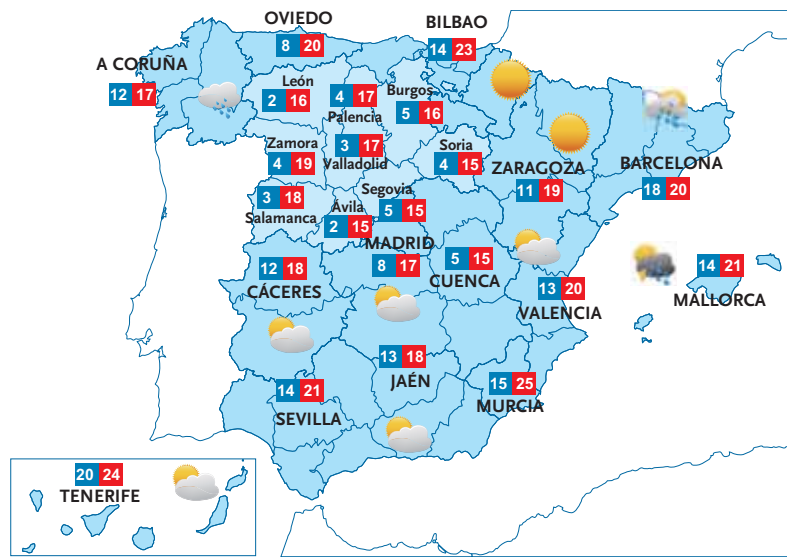 OVIEDO
8 20
BILBAO
14 23
A CORUÑA
12 17
León
2 16
4 17
Palencia
Burgos
5 16
Zamora
4 19
3 17
Valladolid
Soria
4 15
ZARAGOZA
11 19
BARCELONA
18 20
3 18
Salamanca
Ávila
2 15
Segovia
5 15
MADRID
8 17
5 15
CUENCA
12 18
CÁCERES
13 20
VALENCIA
14 21
MALLORCA
13 18
JAÉN
14 21
SEVILLA
15 25
MURCIA
20 24
TENERIFE